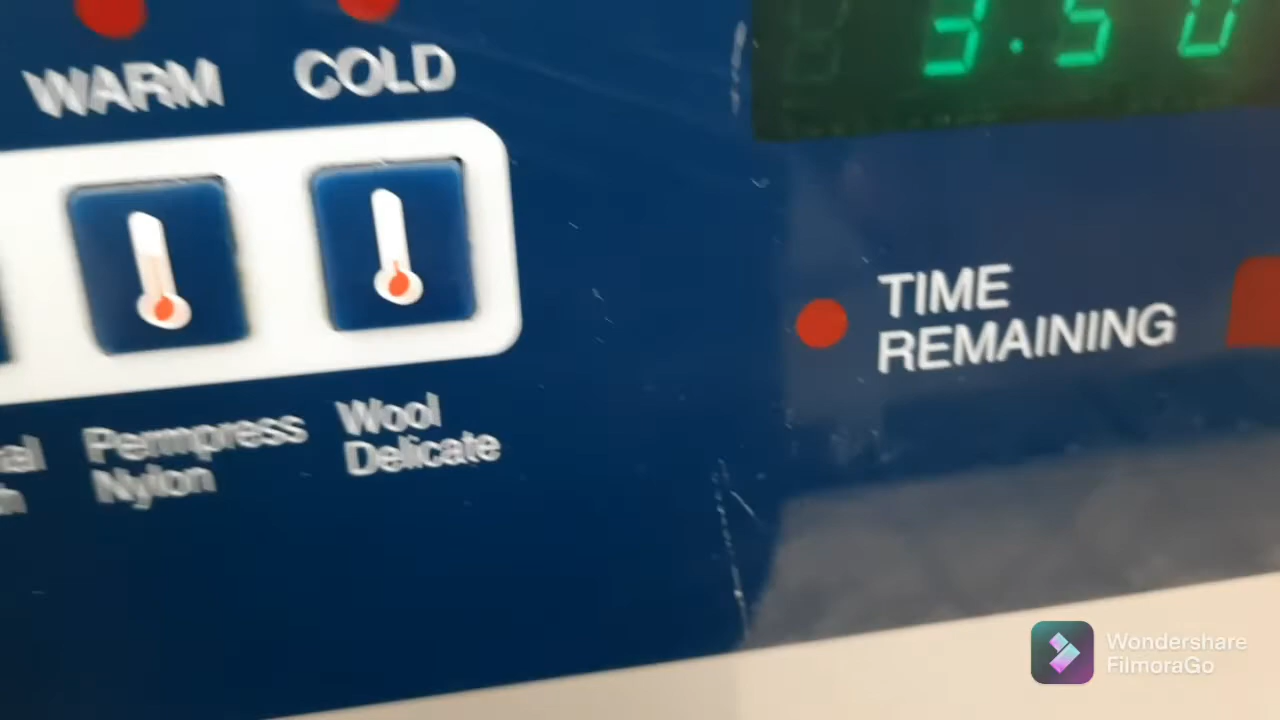 WARM
COLD
3.50
TIME
REMAINING
Permpress
Nylon
Wool
Delicate
Wondershare
FilmoraGo